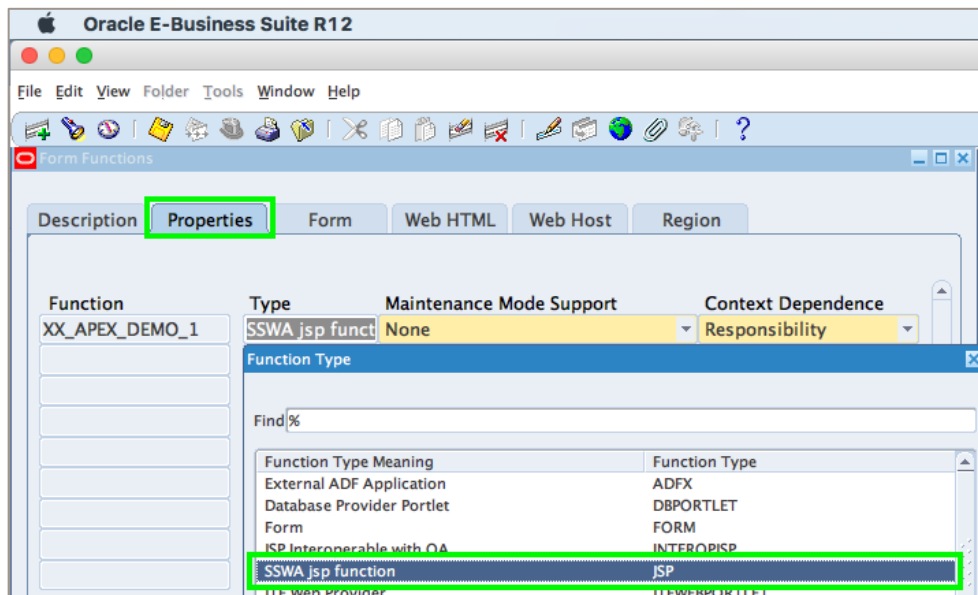 Oracle E-Business Suite R12
File Edit View Folder Tools Window Help
Form Functions
Description Properties Form Web HTML Web Host Region
Function Type Maintenance Mode Support Context Dependence
XX_APEX_DEMO_1 SSWA jsp funct None Responsibility
Function Type
Find %
Function Type Meaning Function Type
External ADF Application ADFX
Database Provider Portlet DBPORTLET
Form FORM
JSP Interoperable with OA INTEROPJSP
SSWA jsp function JSP
Web Provider